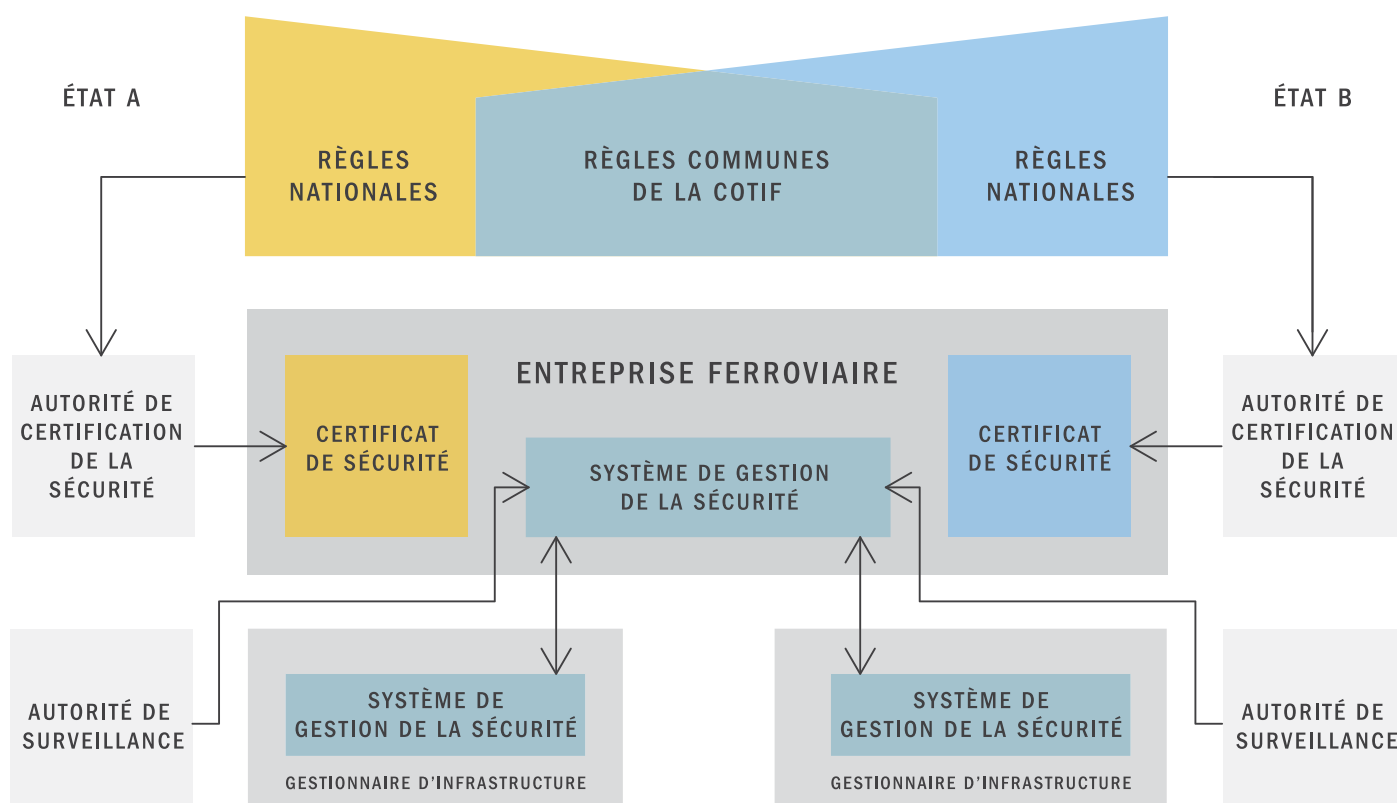 ÉTAT A
ÉTAT B
RÈGLES
NATIONALES
RÈGLES COMMUNES
DE LA COTIF
RÈGLES
NATIONALES
ENTREPRISE FERROVIAIRE
AUTORITÉ DE
CERTIFICATION
DE LA
SÉCURITÉ
CERTIFICAT
DE SÉCURITÉ
SYSTÈME DE GESTION
DE LA SÉCURITÉ
CERTIFICAT
DE SÉCURITÉ
AUTORITÉ DE
CERTIFICATION
DE LA
SÉCURITÉ
AUTORITÉ DE
SURVEILLANCE
SYSTÈME DE
GESTION DE LA SÉCURITÉ
GESTIONNAIRE D'INFRASTRUCTURE
SYSTÈME DE
GESTION DE LA SÉCURITÉ
GESTIONNAIRE D'INFRASTRUCTURE
AUTORITÉ DE
SURVEILLANCE